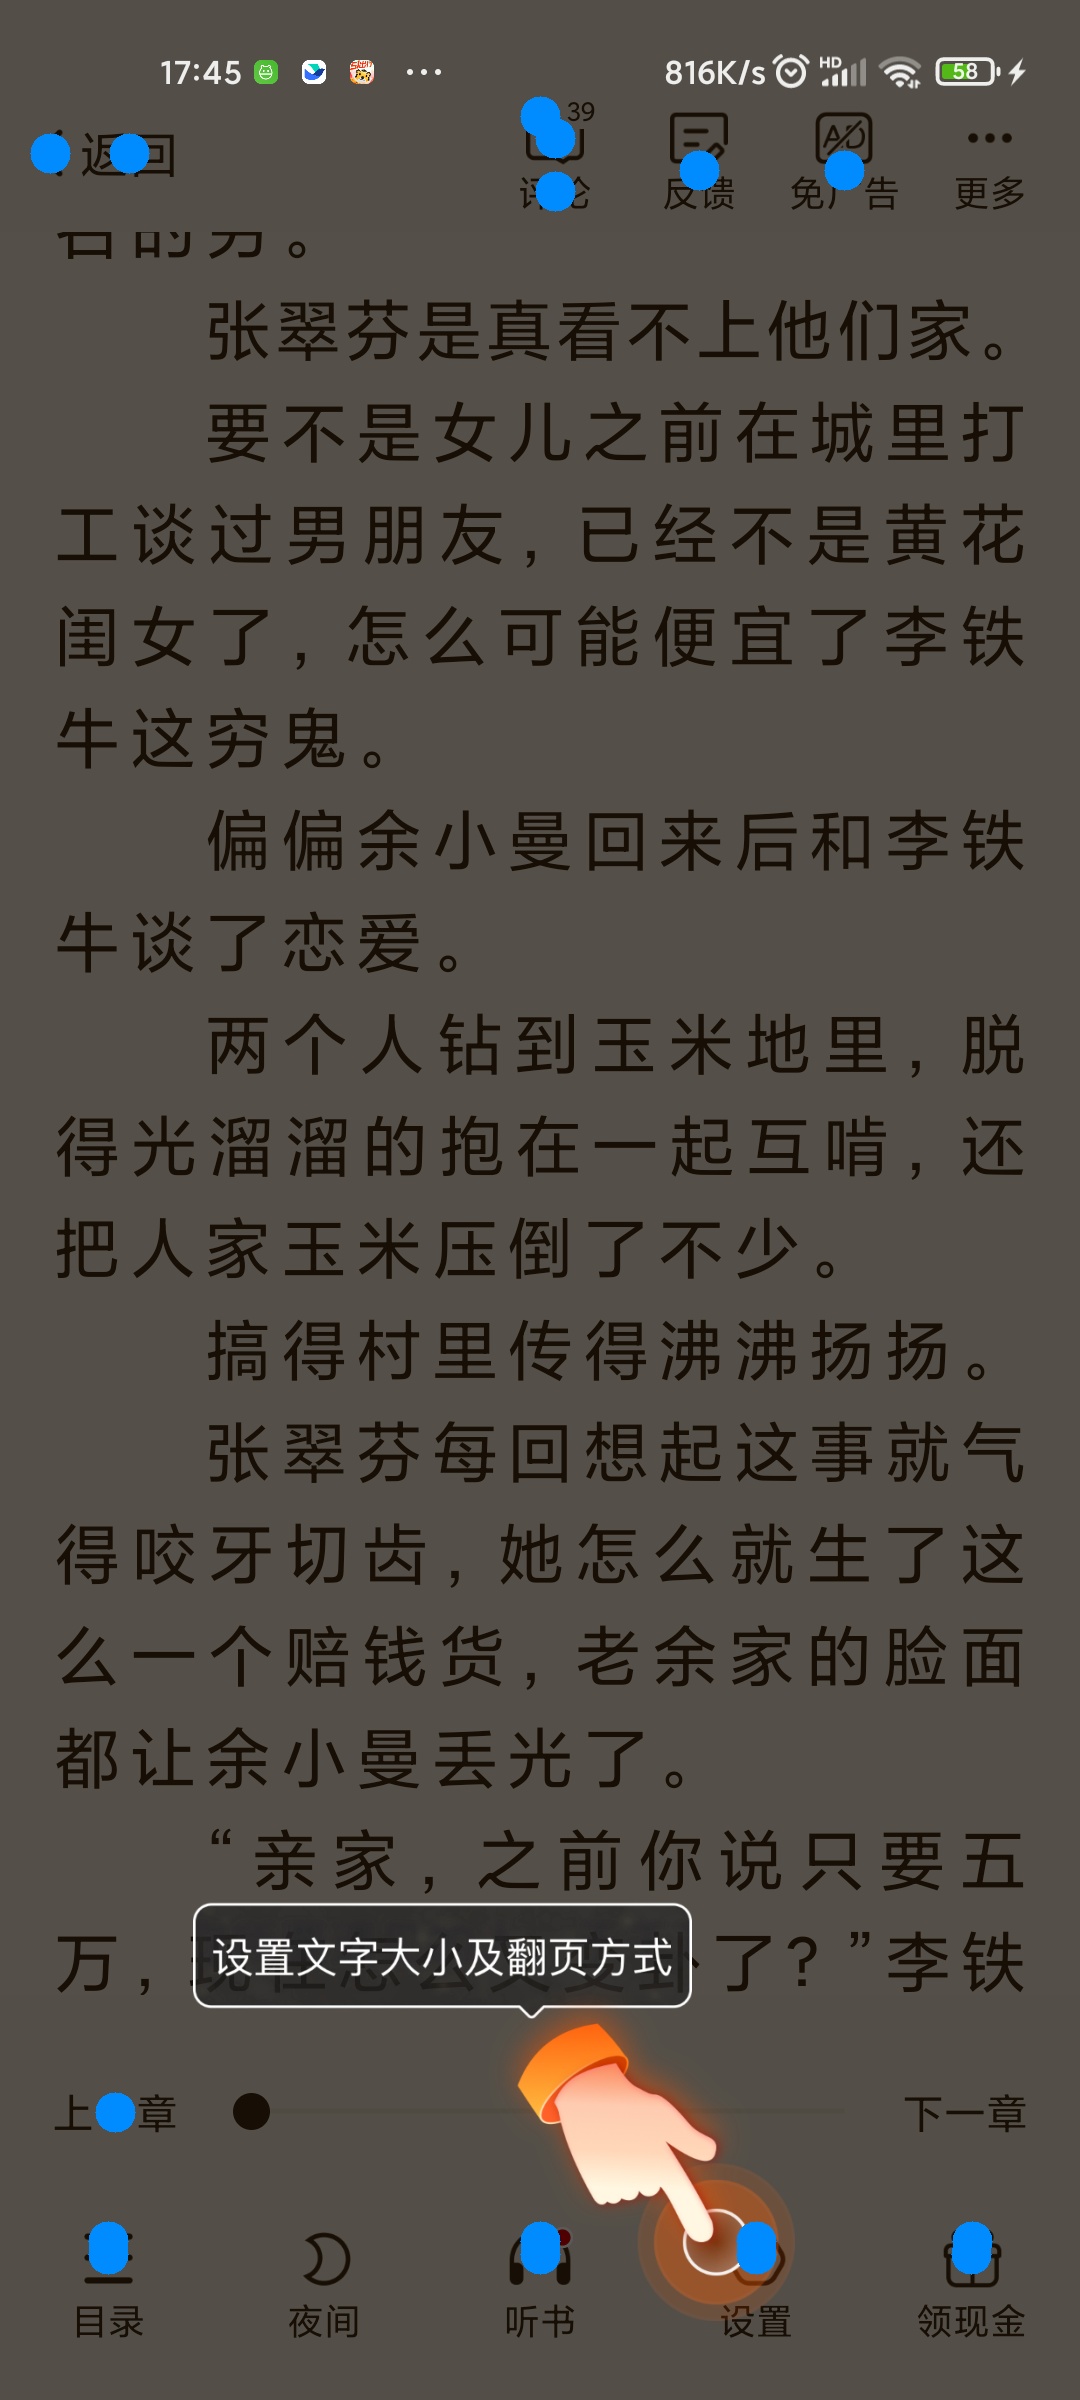 17:45 816K/s HD 58
返回 39
评论 反馈 免广告 更多
张翠芬是真看不上他们家。
要不是女儿之前在城里打
工谈过男朋友,已经不是黄花
闺女了,怎么可能便宜了李铁
牛这穷鬼。
偏偏余小曼回来后和李铁
牛谈了恋爱。
两个人钻到玉米地里,脱
得光溜溜的抱在一起互啃,还
把人家玉米压倒了不少。
搞得村里传得沸沸扬扬。
张翠芬每回想起这事就气
得咬牙切齿,她怎么就生了这
么一个赔钱货,老余家的脸面
都让余小曼丢光了。
“亲家,之前你说只要五
万, 了?”李铁
设置文字大小及翻页方式
上 章 下一章
目录 夜间 听书 设置 领现金